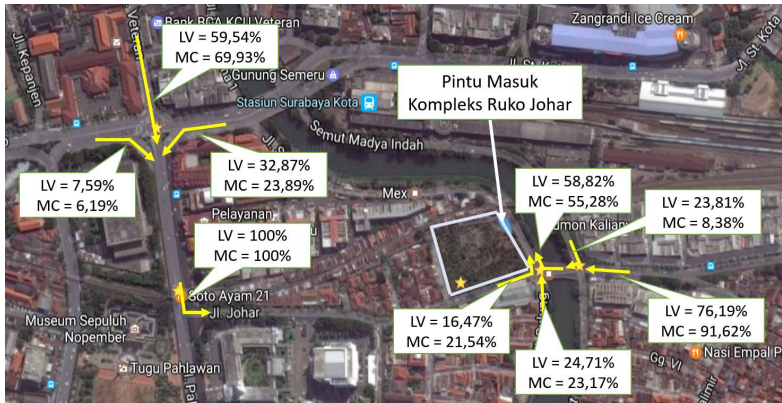 Veteran
Bank BCA KCU Veteran
Zangrandi Ice Cream
Jl. Kepanjen
LV = 59,54%
MC = 69,93%
Gunung Semeru
Jl. St. Kota
Stasiun Surabaya Kota
Pintu Masuk
Kompleks Ruko Johar
Semut Madya Indah
LV = 7,59%
MC = 6,19%
LV = 32,87%
MC = 23,89%
Mex
LV = 58,82%
MC = 55,28%
LV = 23,81%
MC = 8,38%
Pelayanan
LV = 100%
MC = 100%
Soto Ayam 21
Jl. Johar
Museum Sepuluh
Nopember
Tugu Pahlawan
LV = 16,47%
MC = 21,54%
LV = 76,19%
MC = 91,62%
LV = 24,71%
MC = 23,17%
Gg. VI
Nasi Empal P